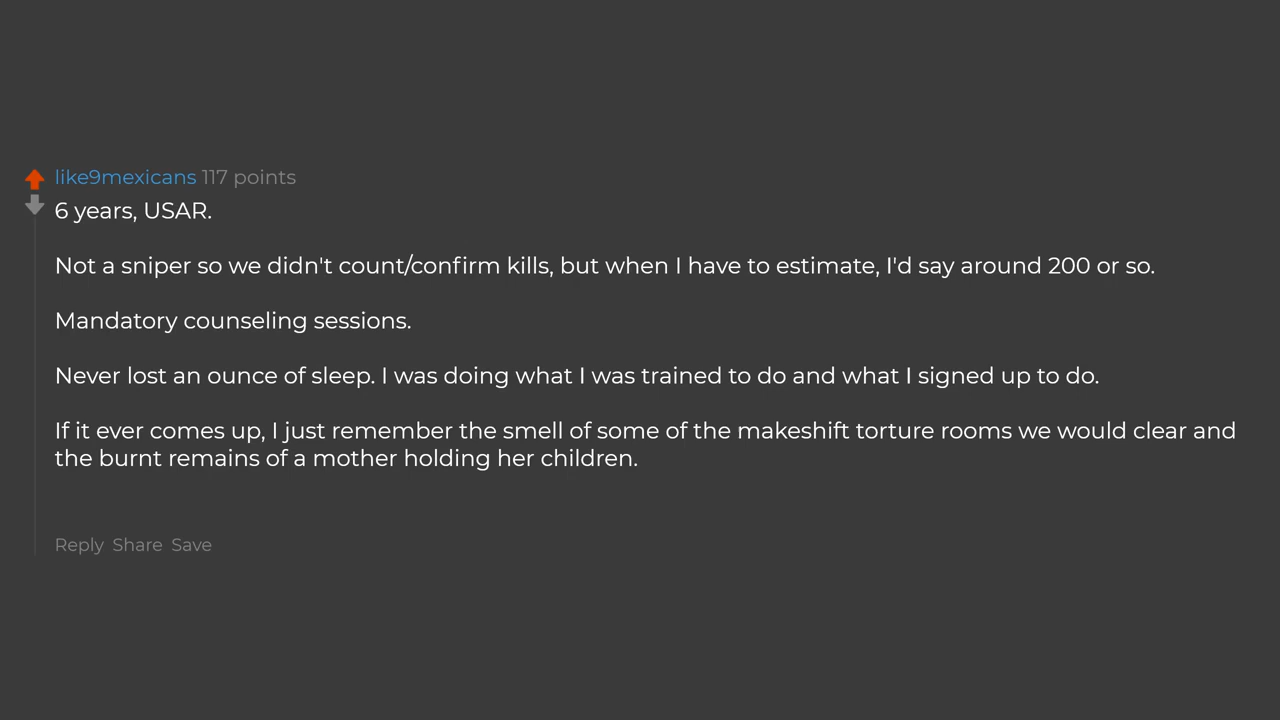 like9mexicans 117 points
6 years, USAR.
Not a sniper so we didn't count/confirm kills, but when I have to estimate, I'd say around 200 or so.
Mandatory counseling sessions.
Never lost an ounce of sleep. I was doing what I was trained to do and what I signed up to do.
If it ever comes up, I just remember the smell of some of the makeshift torture rooms we would clear and
the burnt remains of a mother holding her children.
Reply Share Save